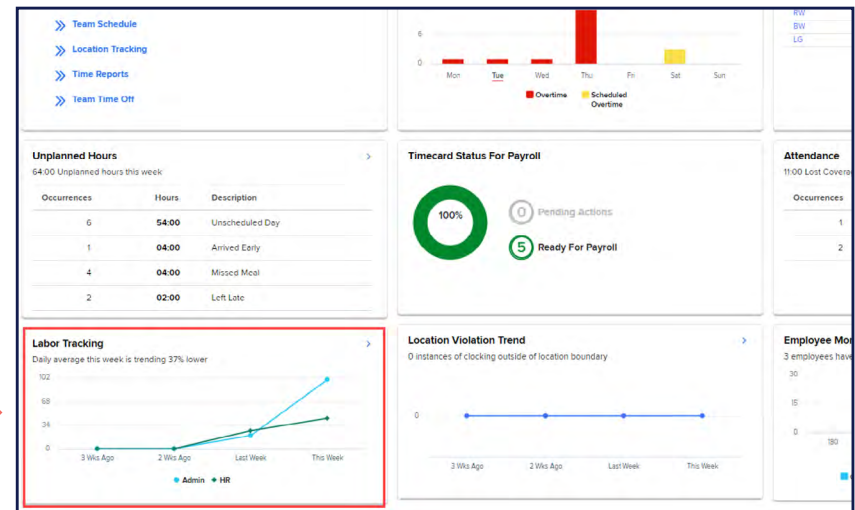 Team Schedule
Location Tracking
Time Reports
Team Time Off
6
0
Mon Tue Wed Thu Fri Sat Sun
Overtime Scheduled
Overtime
RW
BW
LG
Unplanned Hours
64:00 Unplanned hours this week
Occurrences Hours Description
6 54:00 Unscheduled Day
1 04:00 Arrived Early
4 04:00 Missed Meal
2 02:00 Left Late
Timecard Status For Payroll
100%
0 Pending Actions
5 Ready For Payroll
Attendance
11:00 Lost Covera
Occurrences
1
2
Labor Tracking
Daily average this week is trending 37% lower
102
68
34
0
3 Wks Ago 2 Wks Ago Last Week This Week
Admin HR
Location Violation Trend
0 instances of clocking outside of location boundary
0
3 Wks Ago 2 Wks Ago Last Week This Week
Employee Mor
3 employees have
30
15
0
180